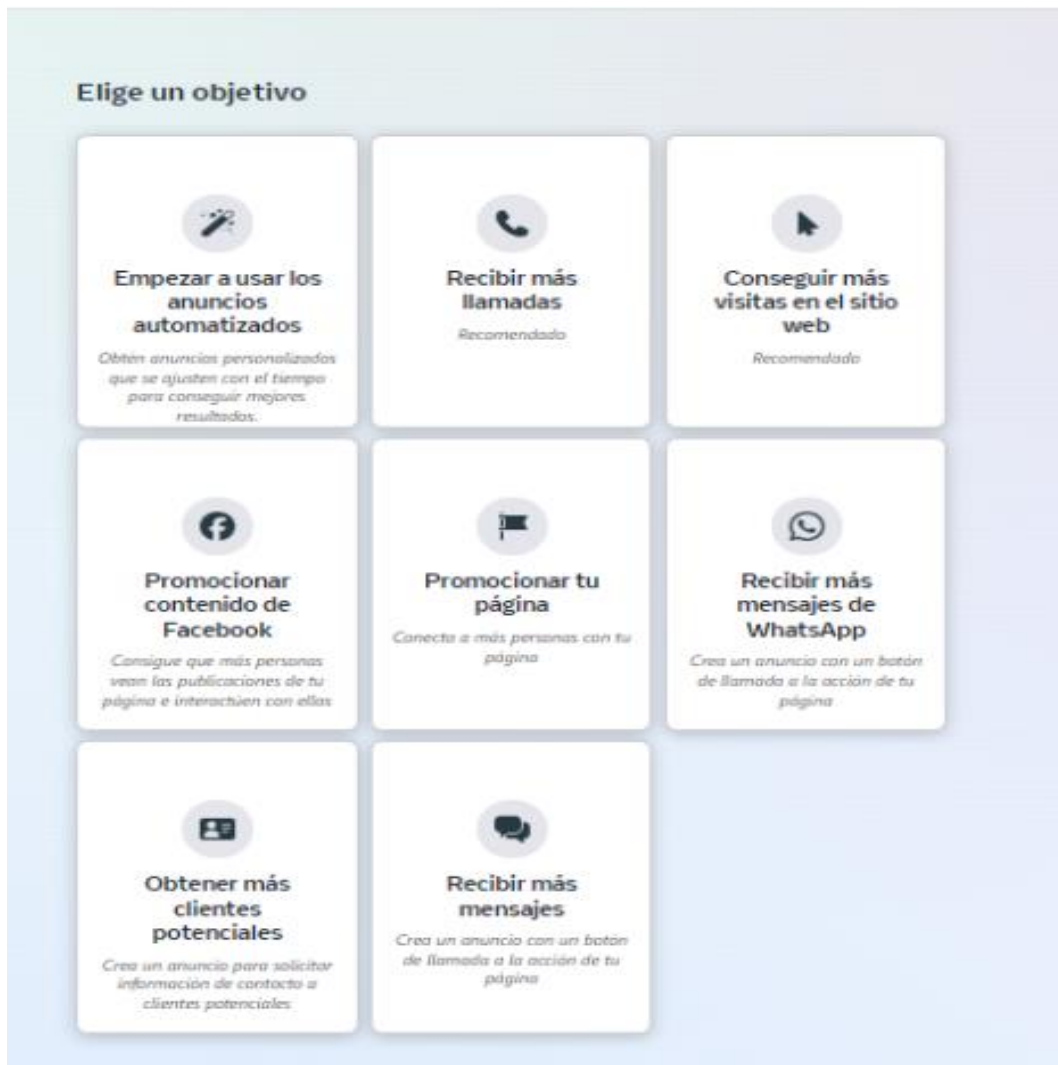 Elige un objetivo
Empezar a usar los
anuncios
automatizados
Obtén anuncios personalizados
que se ajusten con el tiempo
para conseguir mejores
resultados.
Recibir más
llamadas
Recomendado
Conseguir más
visitas en el sitio
web
Recomendado
Promocionar
contenido de
Facebook
Consigue que más personas
vean las publicaciones de tu
página e interactúen con ellas
Promocionar tu
página
Conecta a más personas con tu
página
Recibir más
mensajes de
WhatsApp
Crea un anuncio con un botón
de llamada a la acción de tu
página
Obtener más
clientes
potenciales
Crea un anuncio para solicitar
información de contacto a
clientes potenciales
Recibir más
mensajes
Crea un anuncio con un botón
de llamada a la acción de tu
página